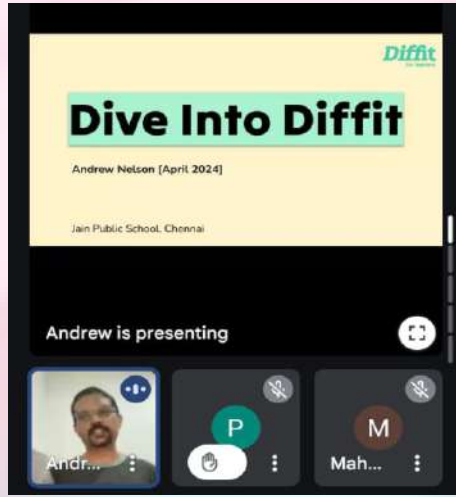 Diffit
Dive Into Diffit
Andrew Nelson [April 2024]
Jain Public School, Chennai
Andrew is presenting
P
M
Andr...
Mah...